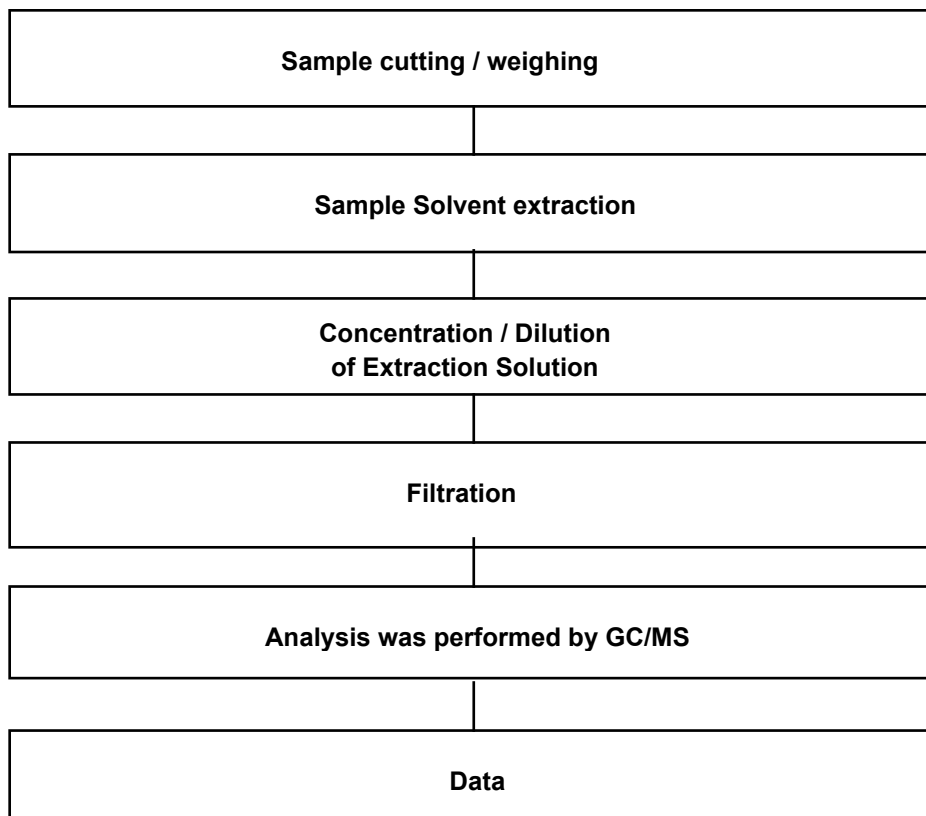 Sample cutting / weighing
Sample Solvent extraction
Concentration / Dilution
of Extraction Solution
Filtration
Analysis was performed by GC/MS
Data